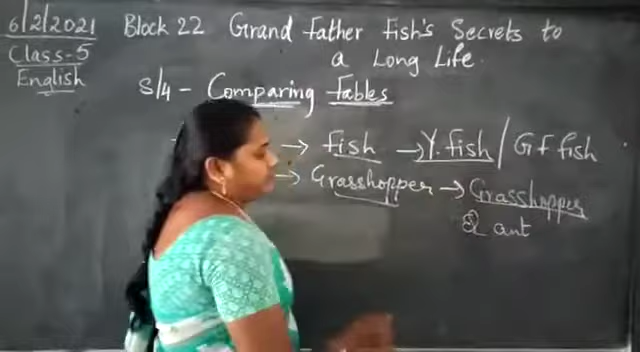 6/2/2021 Block 22 Grand Father Fish's Secrets to
Class-5 a Long Life.
English
S/4 - Comparing Fables
→ Fish → Y. fish / GF fish
→ Grasshopper → Grasshopper
& ant